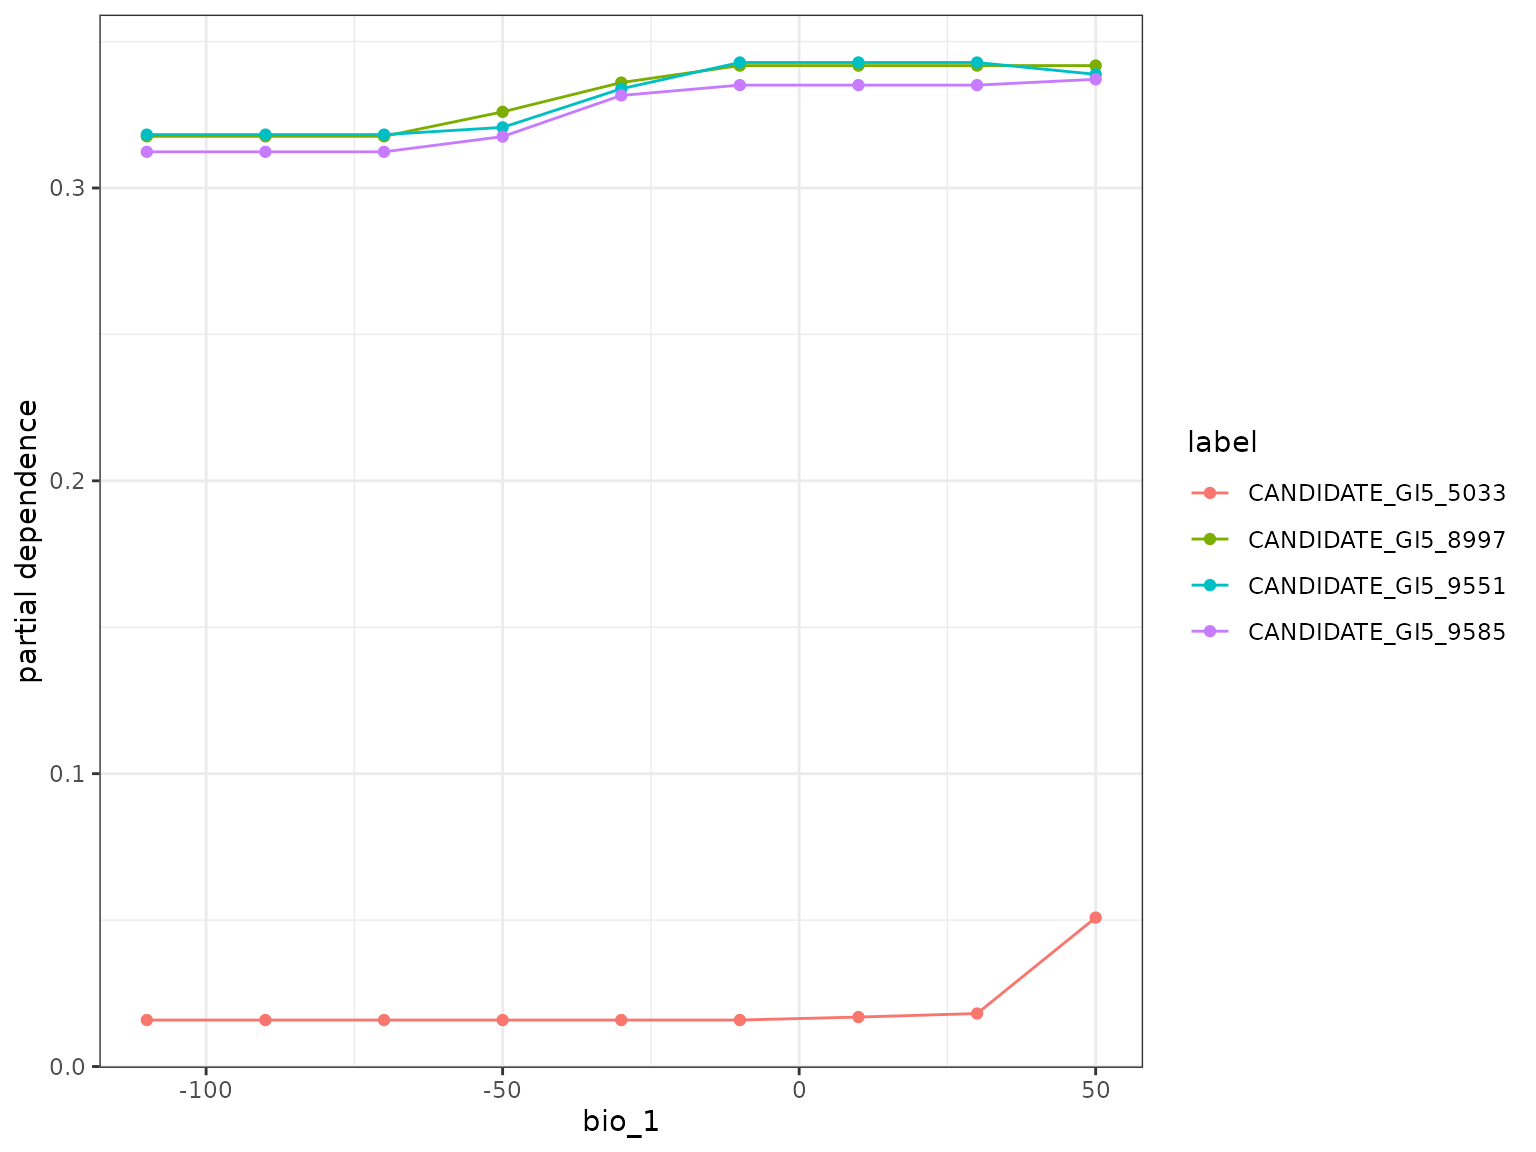 partial dependence
0.3
0.2
0.1
0.0
-100
-50
0
50
bio_1
label
CANDIDATE_GI5_5033
CANDIDATE_GI5_8997
CANDIDATE_GI5_9551
CANDIDATE_GI5_9585